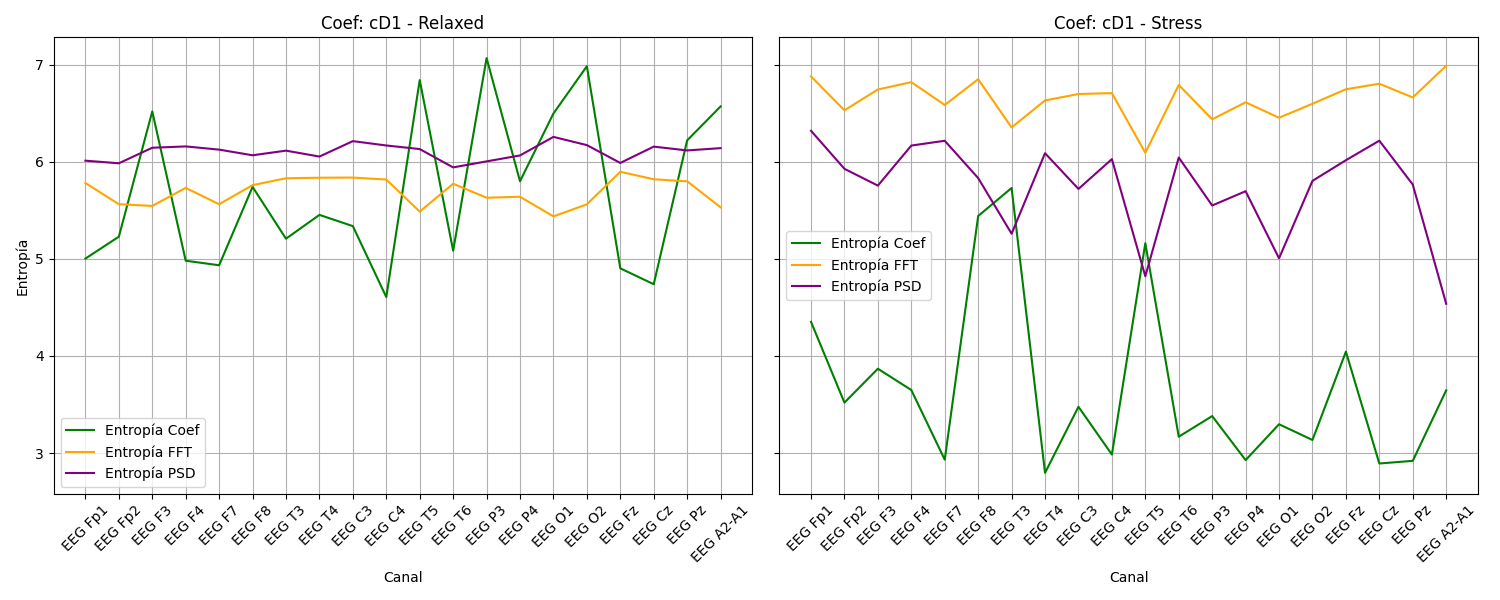 Coef: cD1 - Relaxed
Entropía
7
6
5
4
3
Entropía Coef
Entropía FFT
Entropía PSD
EEG Fp1
EEG Fp2
EEG F3
EEG F4
EEG F7
EEG F8
EEG T3
EEG T4
EEG C3
EEG C4
EEG T5
EEG T6
EEG P3
EEG P4
EEG O1
EEG O2
EEG Fz
EEG Cz
EEG Pz
EEG A2-A1
Canal
Coef: cD1 - Stress
Entropía Coef
Entropía FFT
Entropía PSD
EEG Fp1
EEG Fp2
EEG F3
EEG F4
EEG F7
EEG F8
EEG T3
EEG T4
EEG C3
EEG C4
EEG T5
EEG T6
EEG P3
EEG P4
EEG O1
EEG O2
EEG Fz
EEG Cz
EEG Pz
EEG A2-A1
Canal